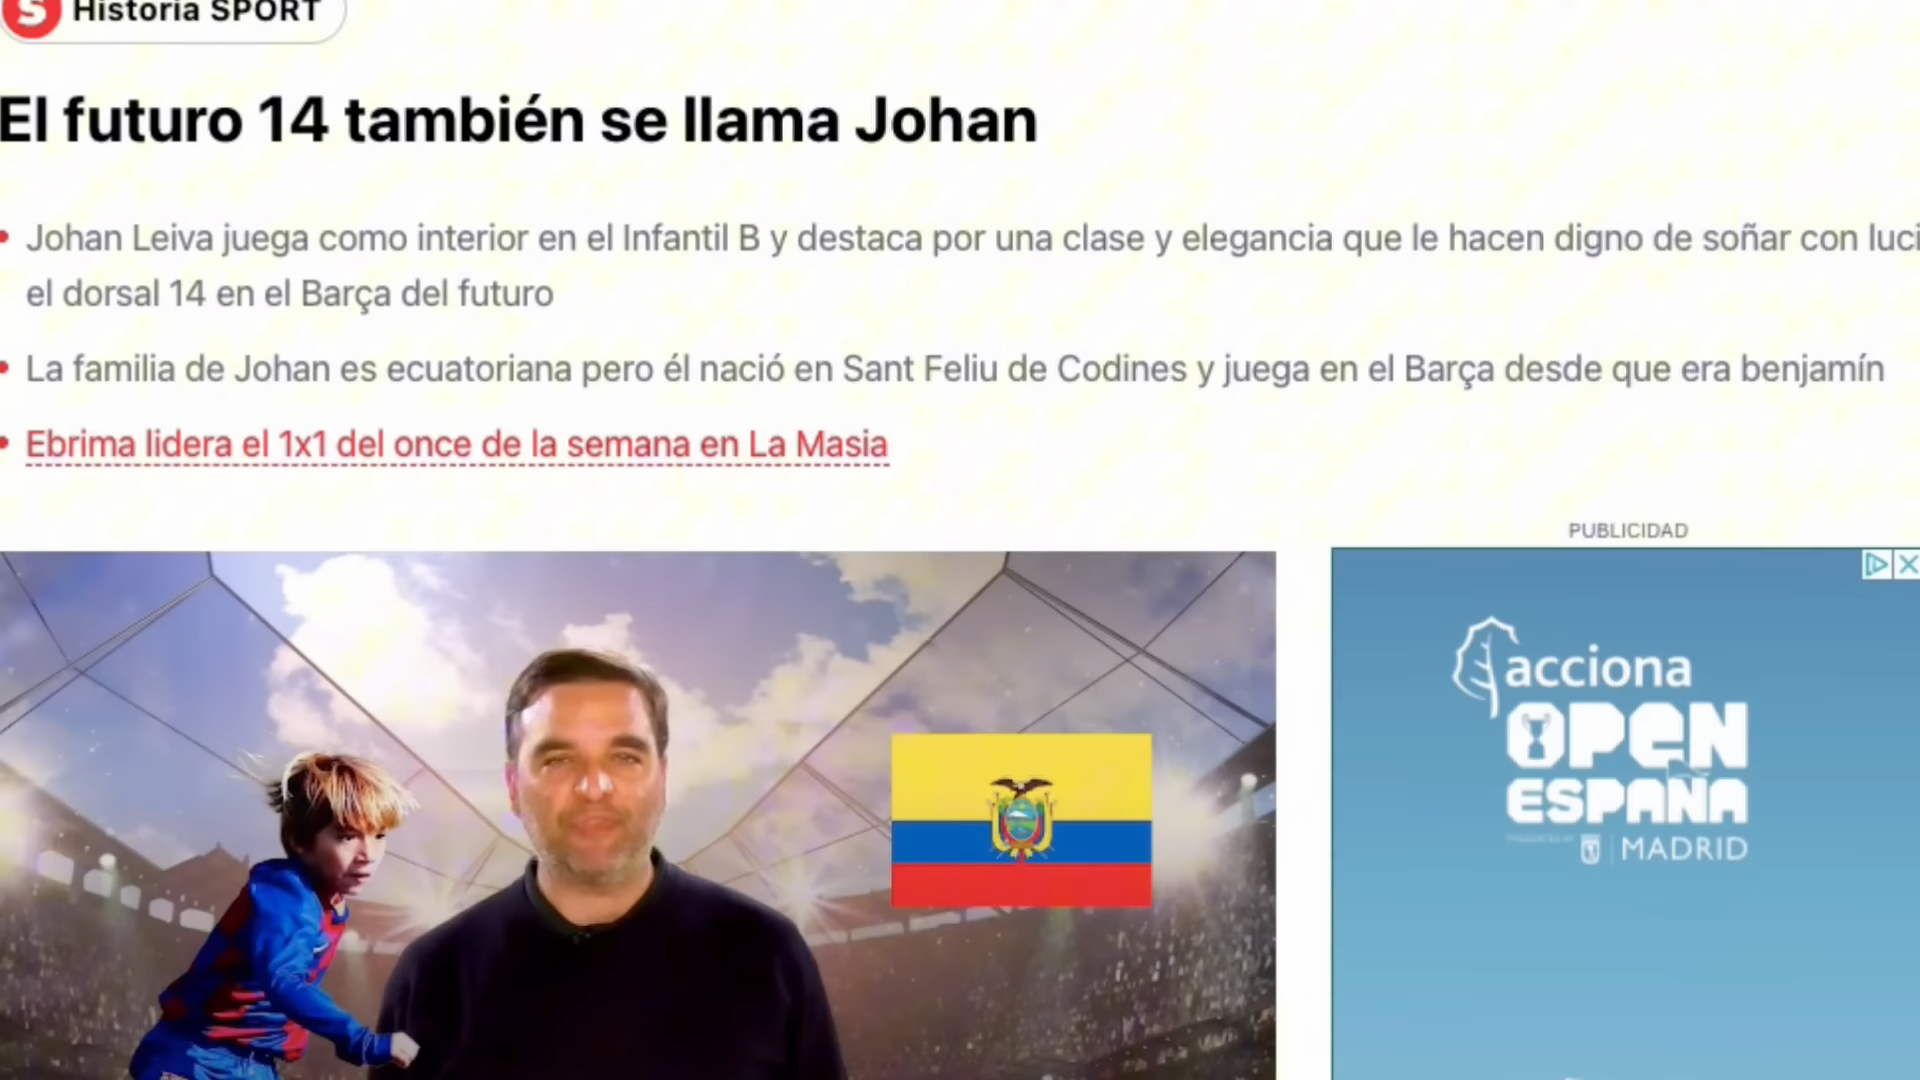 Historia SPORT
El futuro 14 también se llama Johan
Johan Leiva juega como interior en el Infantil B y destaca por una clase y elegancia que le hacen digno de soñar con luci
el dorsal 14 en el Barça del futuro
La familia de Johan es ecuatoriana pero él nació en Sant Feliu de Codines y juega en el Barça desde que era benjamín
Ebrima lidera el 1x1 del once de la semana en La Masia
PUBLICIDAD
acciona
OPEN
ESPAÑA
MADRID